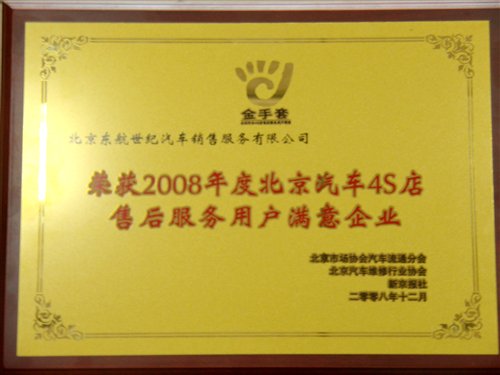 金手套
北京东航世纪汽车销售服务有限公司
荣获2008年度北京汽车4S店
售后服务用户满意企业
北京市场协会汽车流通分会
北京汽车维修行业协会
新京报社
二零零八年十二月